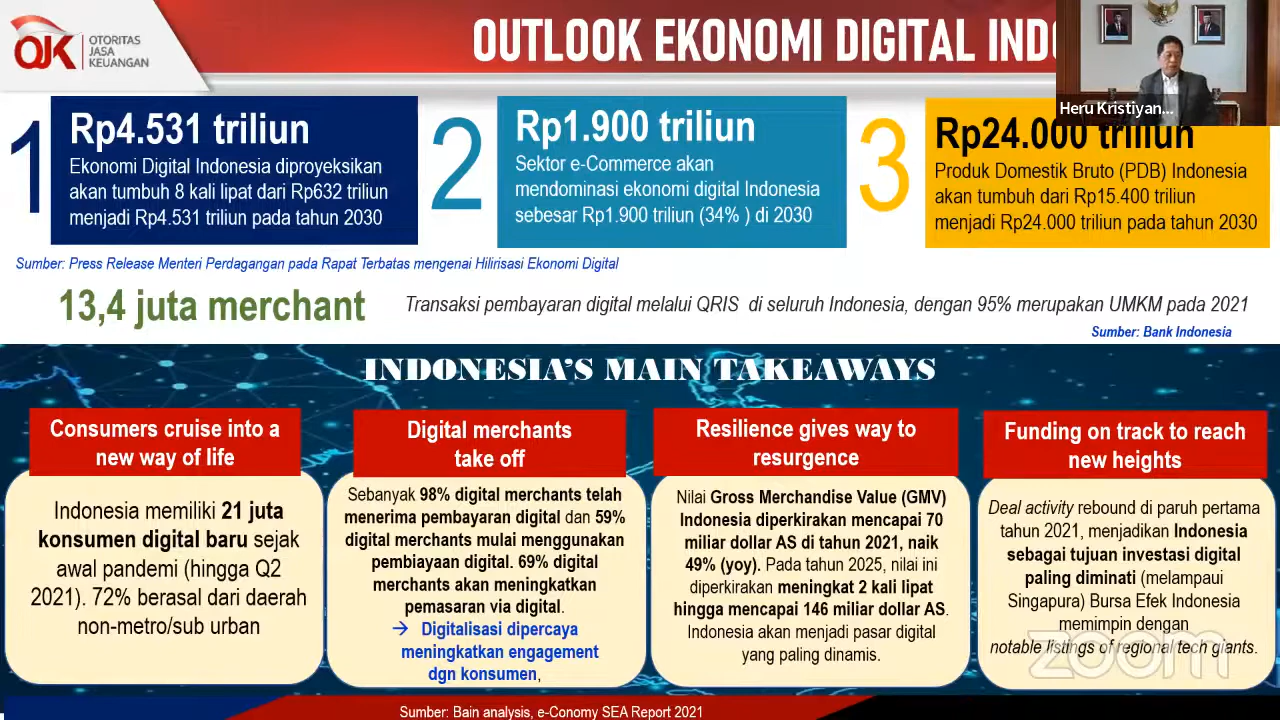 OJK
OTORITAS
JASA
KEUANGAN
OUTLOOK EKONOMI DIGITAL
Heru Kristiyan...
1
Rp4.531 triliun
Ekonomi Digital Indonesia diproyeksikan
akan tumbuh 8 kali lipat dari Rp632 triliun
menjadi Rp4.531 triliun pada tahun 2030
2
Rp1.900 triliun
Sektor e-Commerce akan
mendominasi ekonomi digital Indonesia
sebesar Rp1.900 triliun (34% ) di 2030
3
Rp24.000 triliun
Produk Domestik Bruto (PDB) Indonesia
akan tumbuh dari Rp15.400 triliun
menjadi Rp24.000 triliun pada tahun 2030
Sumber: Press Release Menteri Perdagangan pada Rapat Terbatas mengenai Hilirisasi Ekonomi Digital
13,4 juta merchant
Transaksi pembayaran digital melalui QRIS di seluruh Indonesia, dengan 95% merupakan UMKM pada 2021
Sumber: Bank Indonesia
INDONESIA'S MAIN TAKEAWAYS
Consumers cruise into a
new way of life
Indonesia memiliki 21 juta
konsumen digital baru sejak
awal pandemi (hingga Q2
2021). 72% berasal dari daerah
non-metro/sub urban
Digital merchants
take off
Sebanyak 98% digital merchants telah
menerima pembayaran digital dan 59%
digital merchants mulai menggunakan
pembiayaan digital. 69% digital
merchants akan meningkatkan
pemasaran via digital.
→ Digitalisasi dipercaya
meningkatkan engagement
dgn konsumen,
Resilience gives way to
resurgence
Nilai Gross Merchandise Value (GMV)
Indonesia diperkirakan mencapai 70
miliar dollar AS di tahun 2021, naik
49% (yoy). Pada tahun 2025, nilai ini
diperkirakan meningkat 2 kali lipat
hingga mencapai 146 miliar dollar AS.
Indonesia akan menjadi pasar digital
yang paling dinamis.
Funding on track to reach
new heights
Deal activity rebound di paruh pertama
tahun 2021, menjadikan Indonesia
sebagai tujuan investasi digital
paling diminati (melampaui
Singapura) Bursa Efek Indonesia
memimpin dengan
notable listings of regional tech giants.
zoom
Sumber: Bain analysis, e-Conomy SEA Report 2021